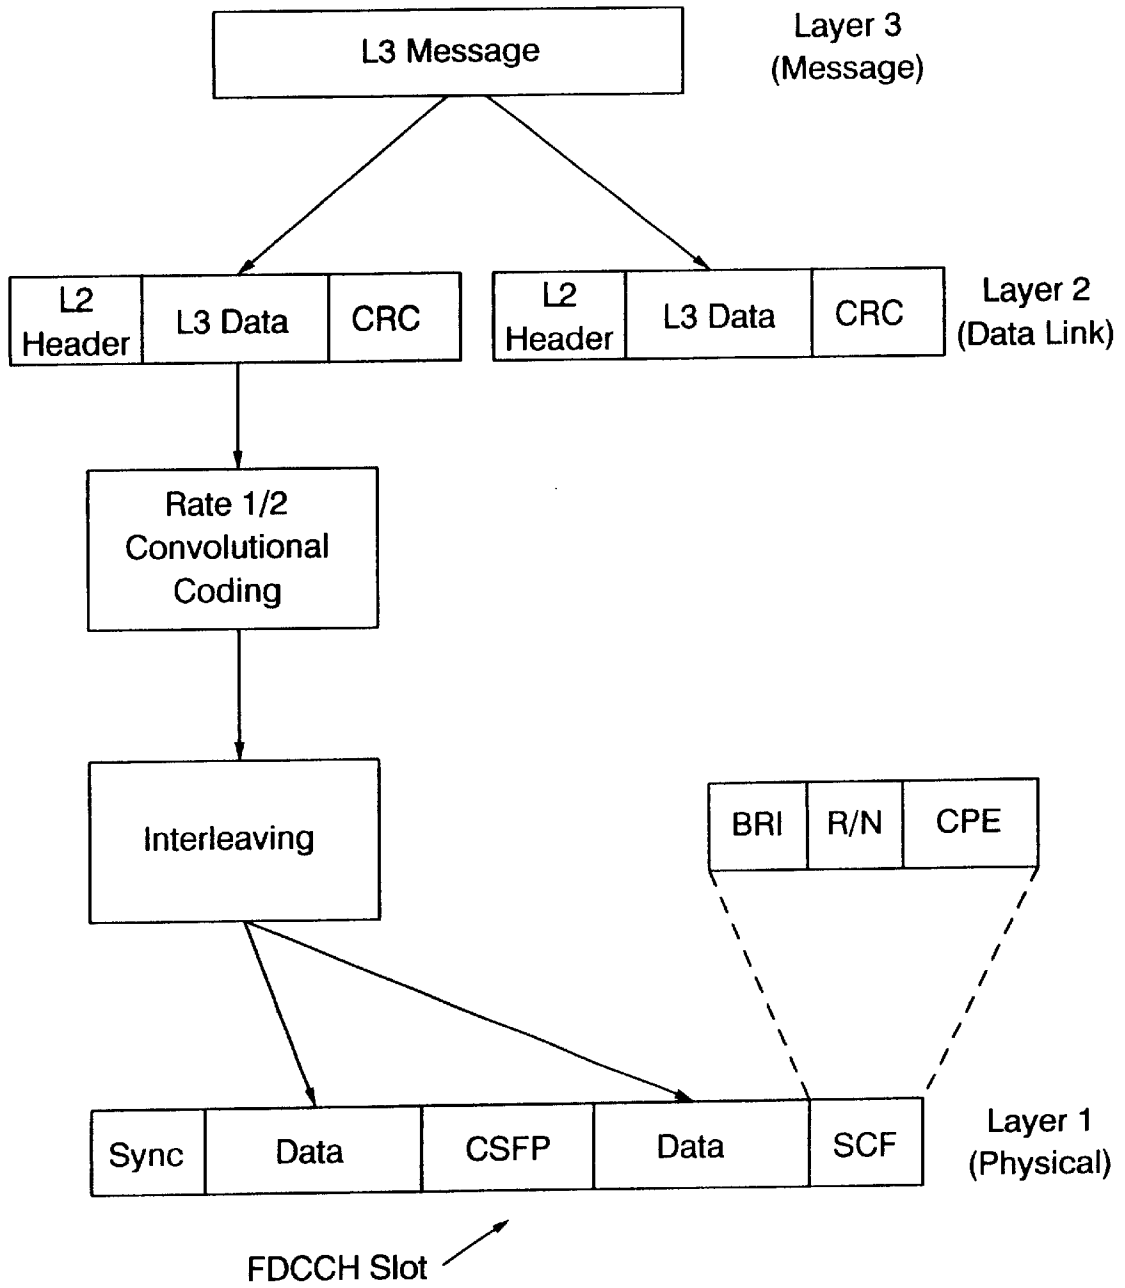 L3 Message
Layer 3
(Message)
L2
Header
L3 Data
CRC
L2
Header
L3 Data
CRC
Layer 2
(Data Link)
Rate 1/2
Convolutional
Coding
Interleaving
BRI
R/N
CPE
Sync
Data
CSFP
Data
SCF
Layer 1
(Physical)
FDCCH Slot